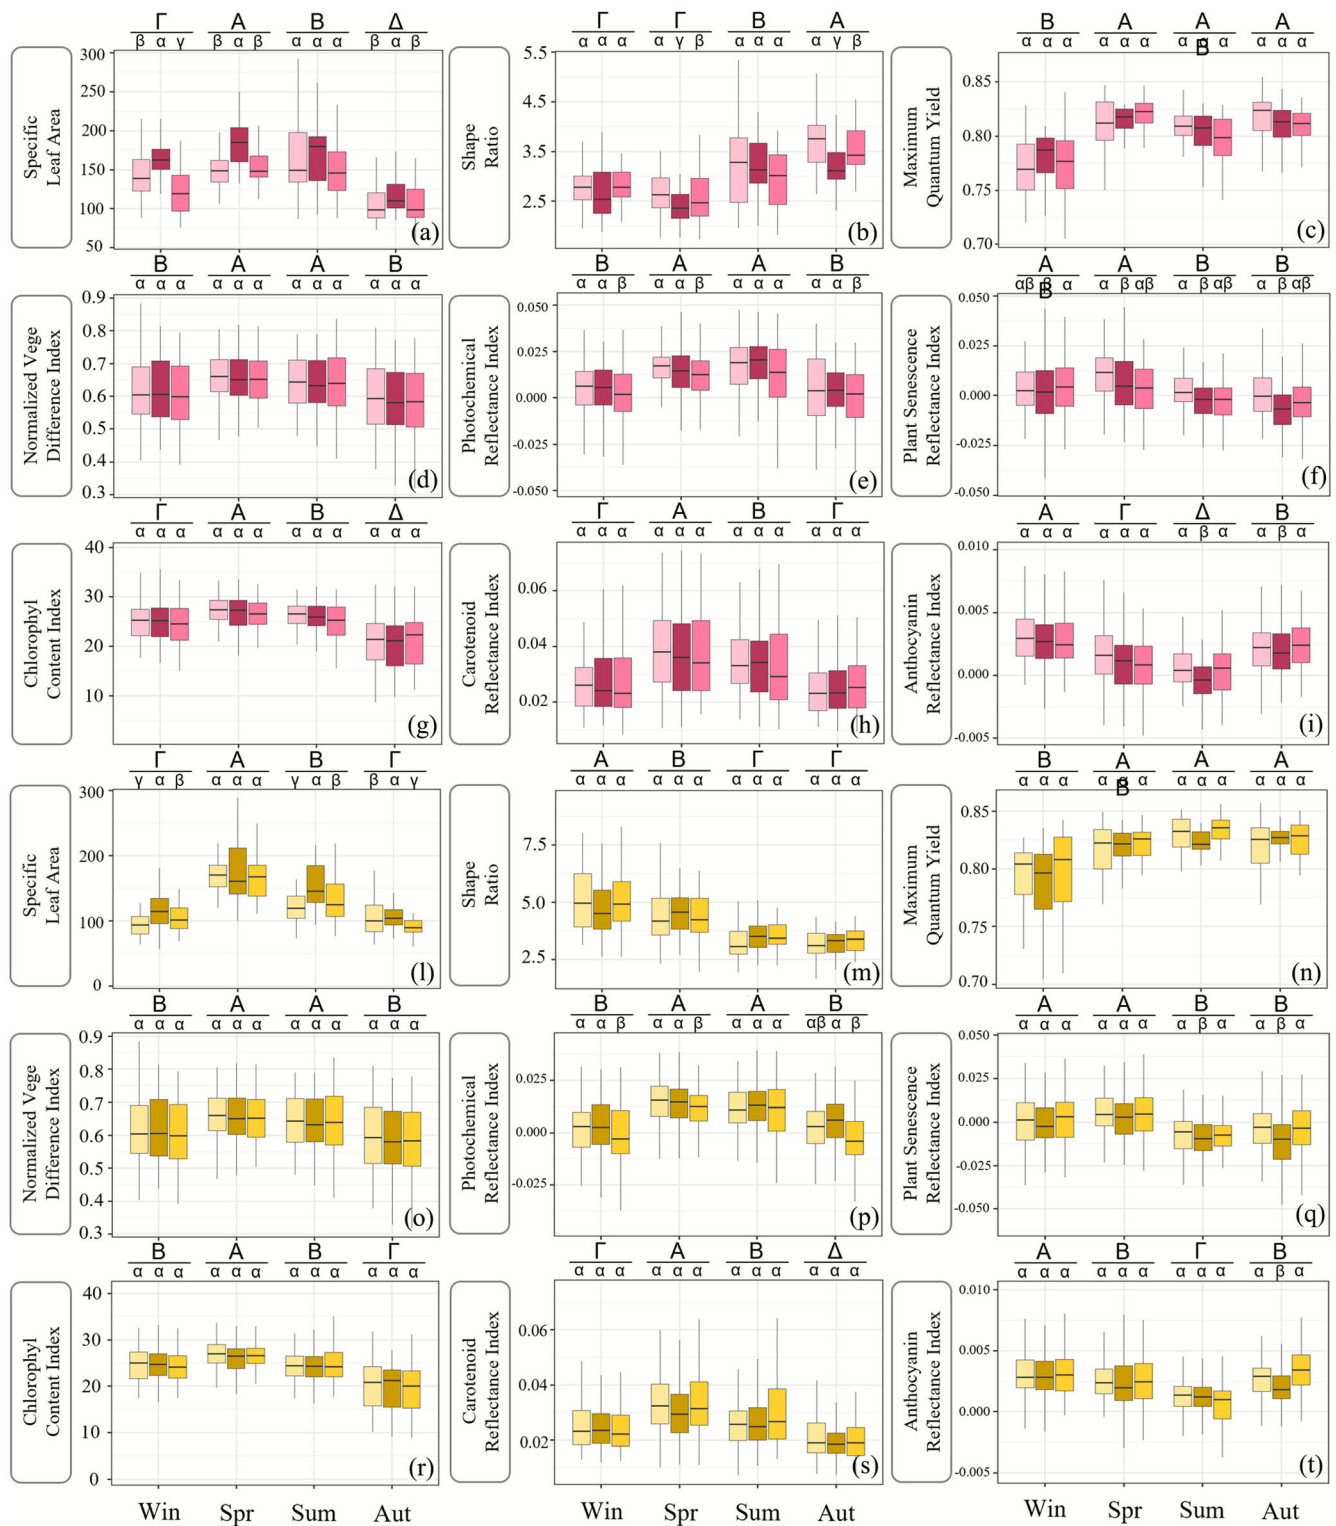 Γ Α Β Δ
β α γ β α β α α α β α β
Specific
Leaf Area
300
250
200
150
100
50
(a)
Γ Γ Β Α
α α α α γ β α α α α γ β
Shape
Ratio
5.5
4.5
3.5
2.5
(b)
Β Α Α Α
α α α α α α α α α α α α
Β
Maximum
Quantum Yield
0.85
0.80
0.75
0.70
(c)
Γ Α Α Β
α α α α α α α α α α α α
Normalized Vege
Difference Index
0.9
0.8
0.7
0.6
0.5
0.4
0.3
(d)
Β Α Α Β
α α β α α β α α α α α β
Photochemical
Reflectance Index
0.050
0.025
0.000
-0.025
-0.050
(e)
Α Α Β Β
αβ β α α β αβ α β αβ α β αβ
Β
Plant Senescence
Reflectance Index
0.050
0.025
0.000
-0.025
-0.050
(f)
Γ Α Β Δ
α α α α α α α α α α α α
Chlorophyl
Content Index
40
30
20
10
(g)
Γ Α Β Γ
α α α α α α α α α α α α
Carotenoid
Reflectance Index
0.06
0.04
0.02
(h)
Α Γ Δ Β
α α α α α α α β α α β α
Anthocyanin
Reflectance Index
0.010
0.005
0.000
-0.005
(i)
Γ Α Β Γ
γ α β α α α γ α β β α γ
Specific
Leaf Area
300
200
100
0
(l)
Α Β Γ Γ
α α α α α α α α α α α α
Shape
Ratio
7.5
5.0
2.5
(m)
Β Α Α Α
α α α α α α α α α α α α
Β
Maximum
Quantum Yield
0.85
0.80
0.75
0.70
(n)
Β Α Α Β
α α α α α α α α α α α α
Normalized Vege
Difference Index
0.9
0.8
0.7
0.6
0.5
0.4
0.3
(o)
Β Α Α Β
α α β α α β α α α αβ α β
Photochemical
Reflectance Index
0.025
0.000
-0.025
(p)
Α Α Β Β
α α α α α α α β α α β α
Plant Senescence
Reflectance Index
0.050
0.025
0.000
-0.025
-0.050
(q)
Β Α Β Γ
α α α α α α α α α α α α
Chlorophyl
Content Index
40
30
20
10
0
(r)
Γ Α Β Δ
α α α α α α α α α α α α
Carotenoid
Reflectance Index
0.06
0.04
0.02
(s)
Α Β Γ Β
α α α α α α α α α α β α
Anthocyanin
Reflectance Index
0.010
0.005
0.000
-0.005
(t)
Win Spr Sum Aut
Win Spr Sum Aut
Win Spr Sum Aut